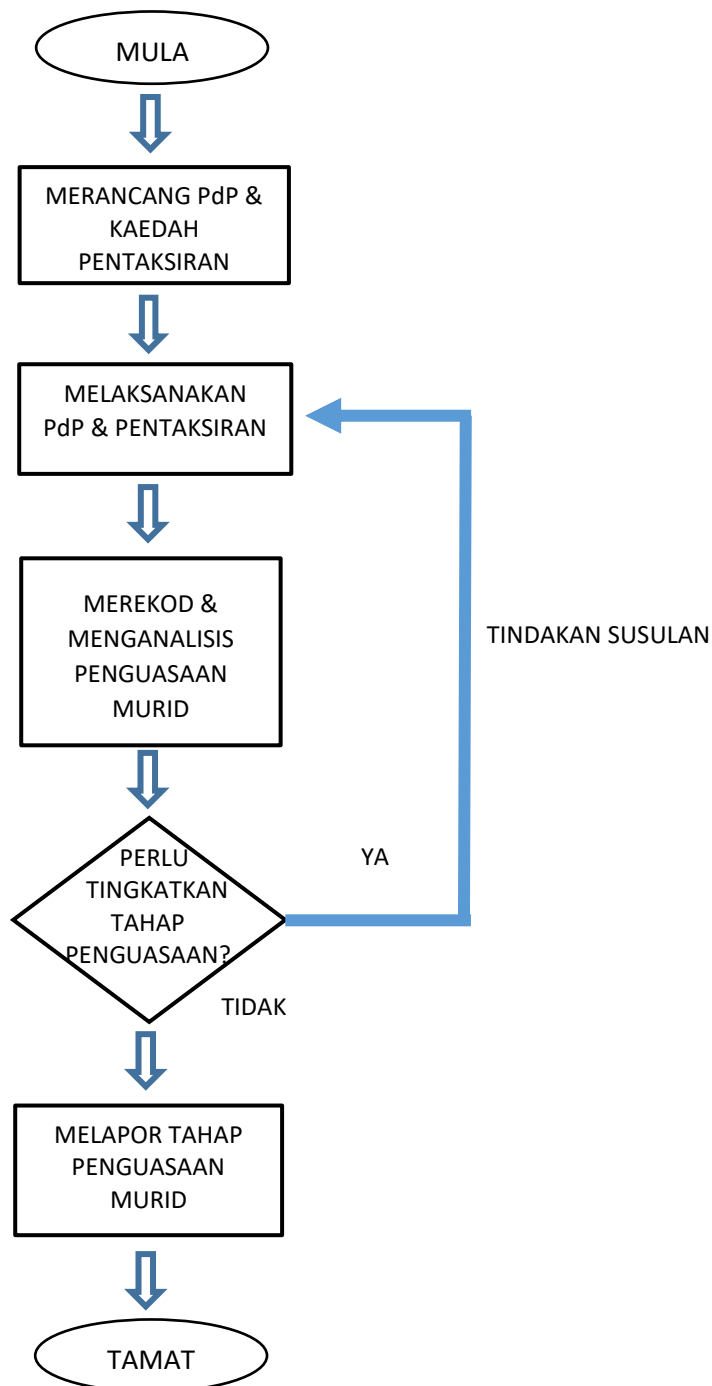 MULA
MERANCANG PdP &
KAEDAH
PENTAKSIRAN
MELAKSANAKAN
PdP & PENTAKSIRAN
MEREKOD &
MENGANALISIS
PENGUASAAN
MURID
TINDAKAN SUSULAN
PERLU
TINGKATKAN
TAHAP
PENGUASAAN?
YA
TIDAK
MELAPOR TAHAP
PENGUASAAN
MURID
TAMAT